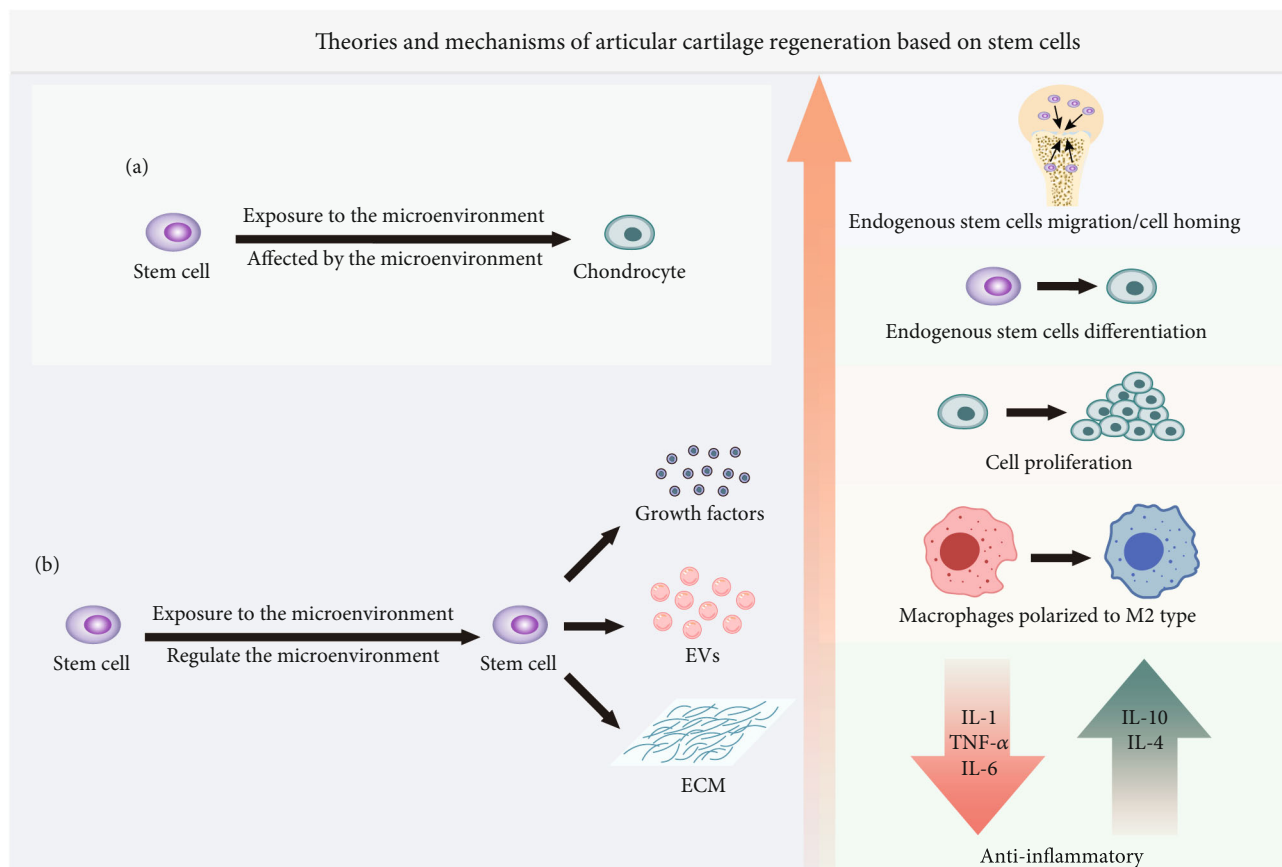 Theories and mechanisms of articular cartilage regeneration based on stem cells
(a)
Exposure to the microenvironment
Affected by the microenvironment
Stem cell
Chondrocyte
(b)
Exposure to the microenvironment
Regulate the microenvironment
Stem cell
Stem cell
Growth factors
EVs
ECM
Endogenous stem cells migration/cell homing
Endogenous stem cells differentiation
Cell proliferation
Macrophages polarized to M2 type
IL-1
TNF-α
IL-6
IL-10
IL-4
Anti-inflammatory